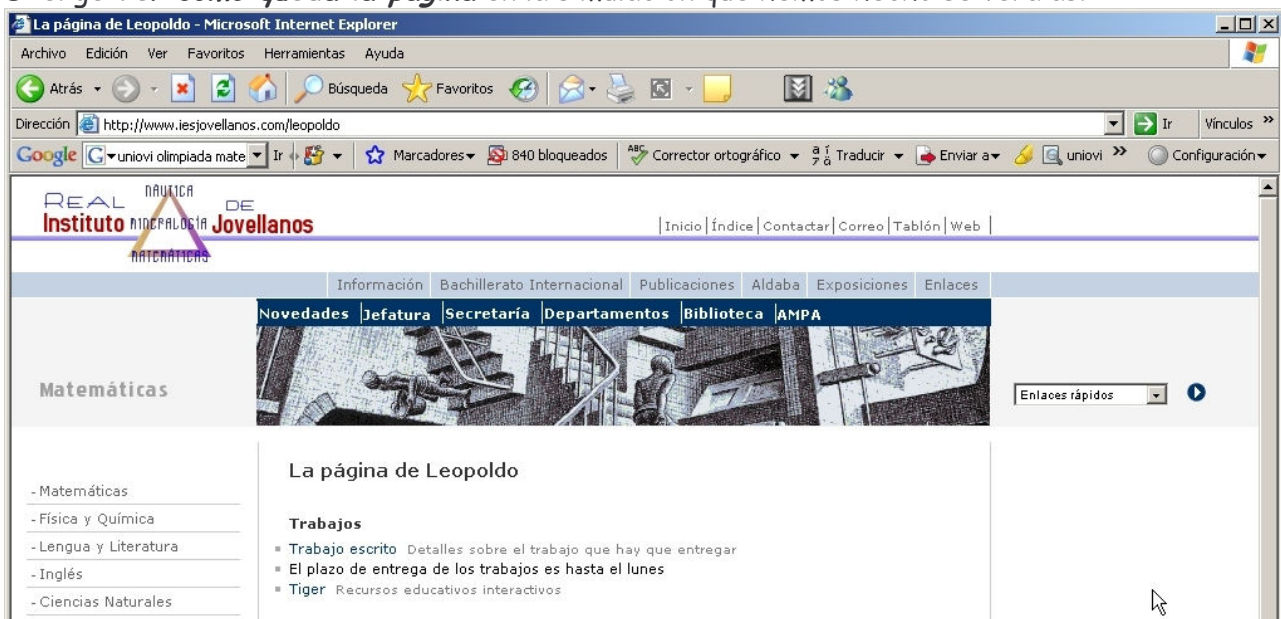 cómo queda la página
La página de Leopoldo - Microsoft Internet Explorer
Archivo Edición Ver Favoritos Herramientas Ayuda
Atrás Búsqueda Favoritos
Dirección http://www.iesjovellanos.com/leopoldo Ir Vínculos »
Google G uniovi olimpiada mate Ir Marcadores 840 bloqueados ABC Corrector ortográfico Traducir Enviar a uniovi » Configuración
REAL NÁUTICA DE
Instituto MINERALOGÍA Jovellanos
MATEMÁTICAS
|Inicio|Índice|Contactar|Correo|Tablón|Web |
Información Bachillerato Internacional Publicaciones Aldaba Exposiciones Enlaces
Novedades |Jefatura |Secretaría |Departamentos |Biblioteca |AMPA
Matemáticas
Enlaces rápidos
La página de Leopoldo
- Matemáticas
- Física y Química
- Lengua y Literatura
- Inglés
- Ciencias Naturales
Trabajos
Trabajo escrito Detalles sobre el trabajo que hay que entregar
El plazo de entrega de los trabajos es hasta el lunes
Tiger Recursos educativos interactivos